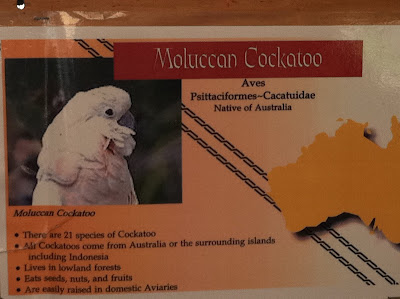 Moluccan Cockatoo
Aves
Psittaciformes~Cacatuidae
Native of Australia
Moluccan Cockatoo
• There are 21 species of Cockatoo
• All Cockatoos come from Australia or the surrounding islands
including Indonesia
• Lives in lowland forests
• Eats seeds, nuts, and fruits
• Are easily raised in domestic Aviaries